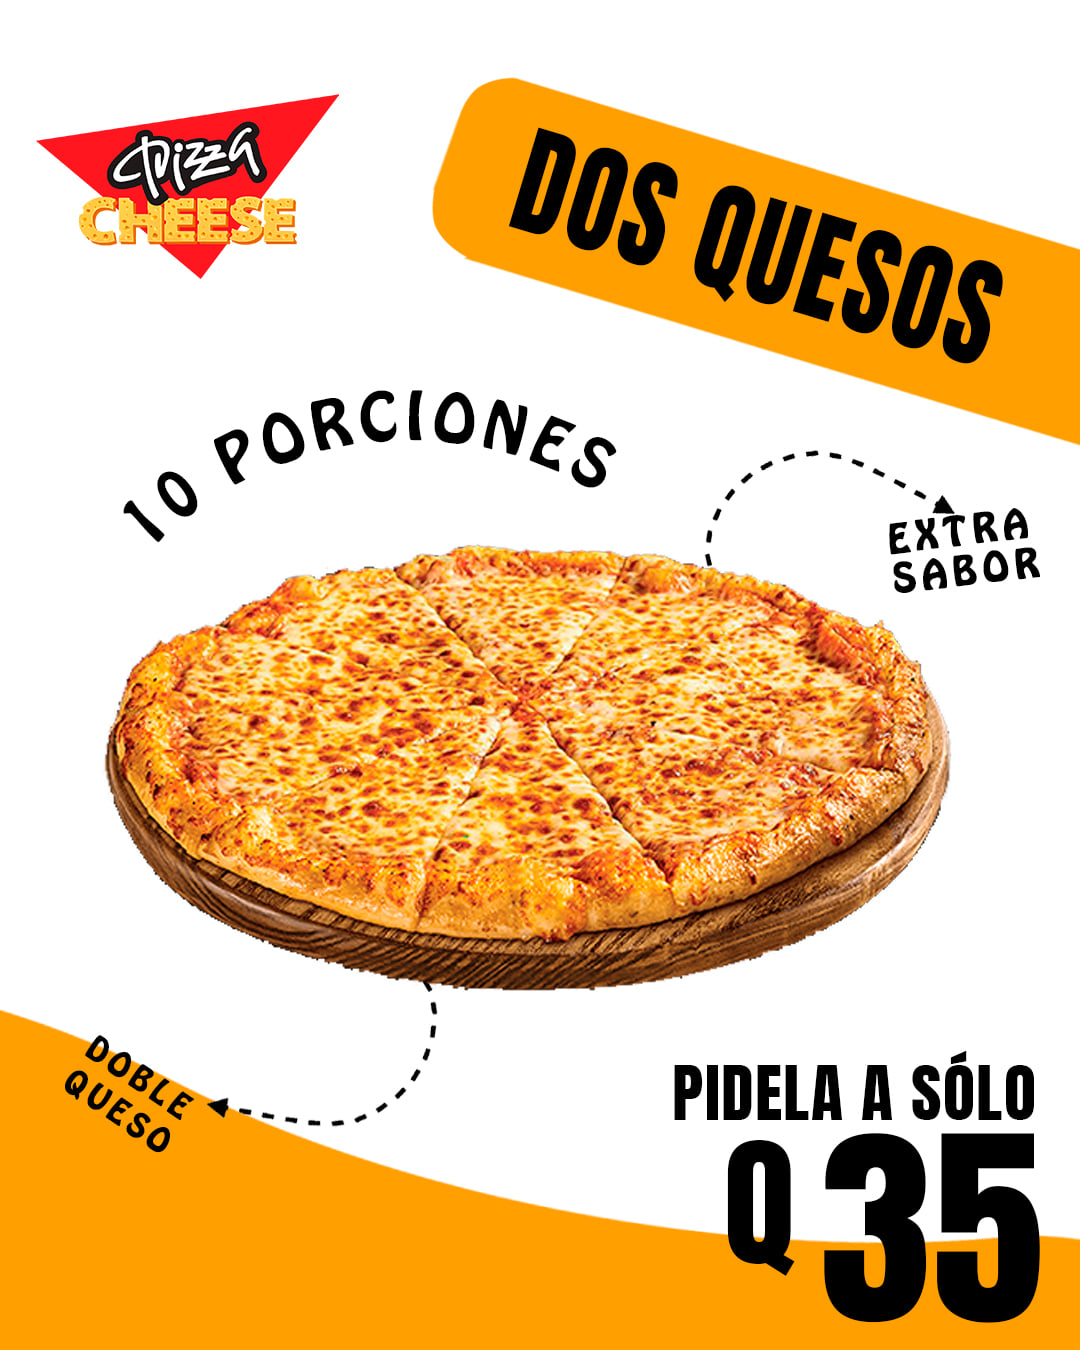 Pizza
CHEESE
DOS QUESOS
10 PORCIONES
EXTRA
SABOR
DOBLE
QUESO
PIDELA A SÓLO
Q 35